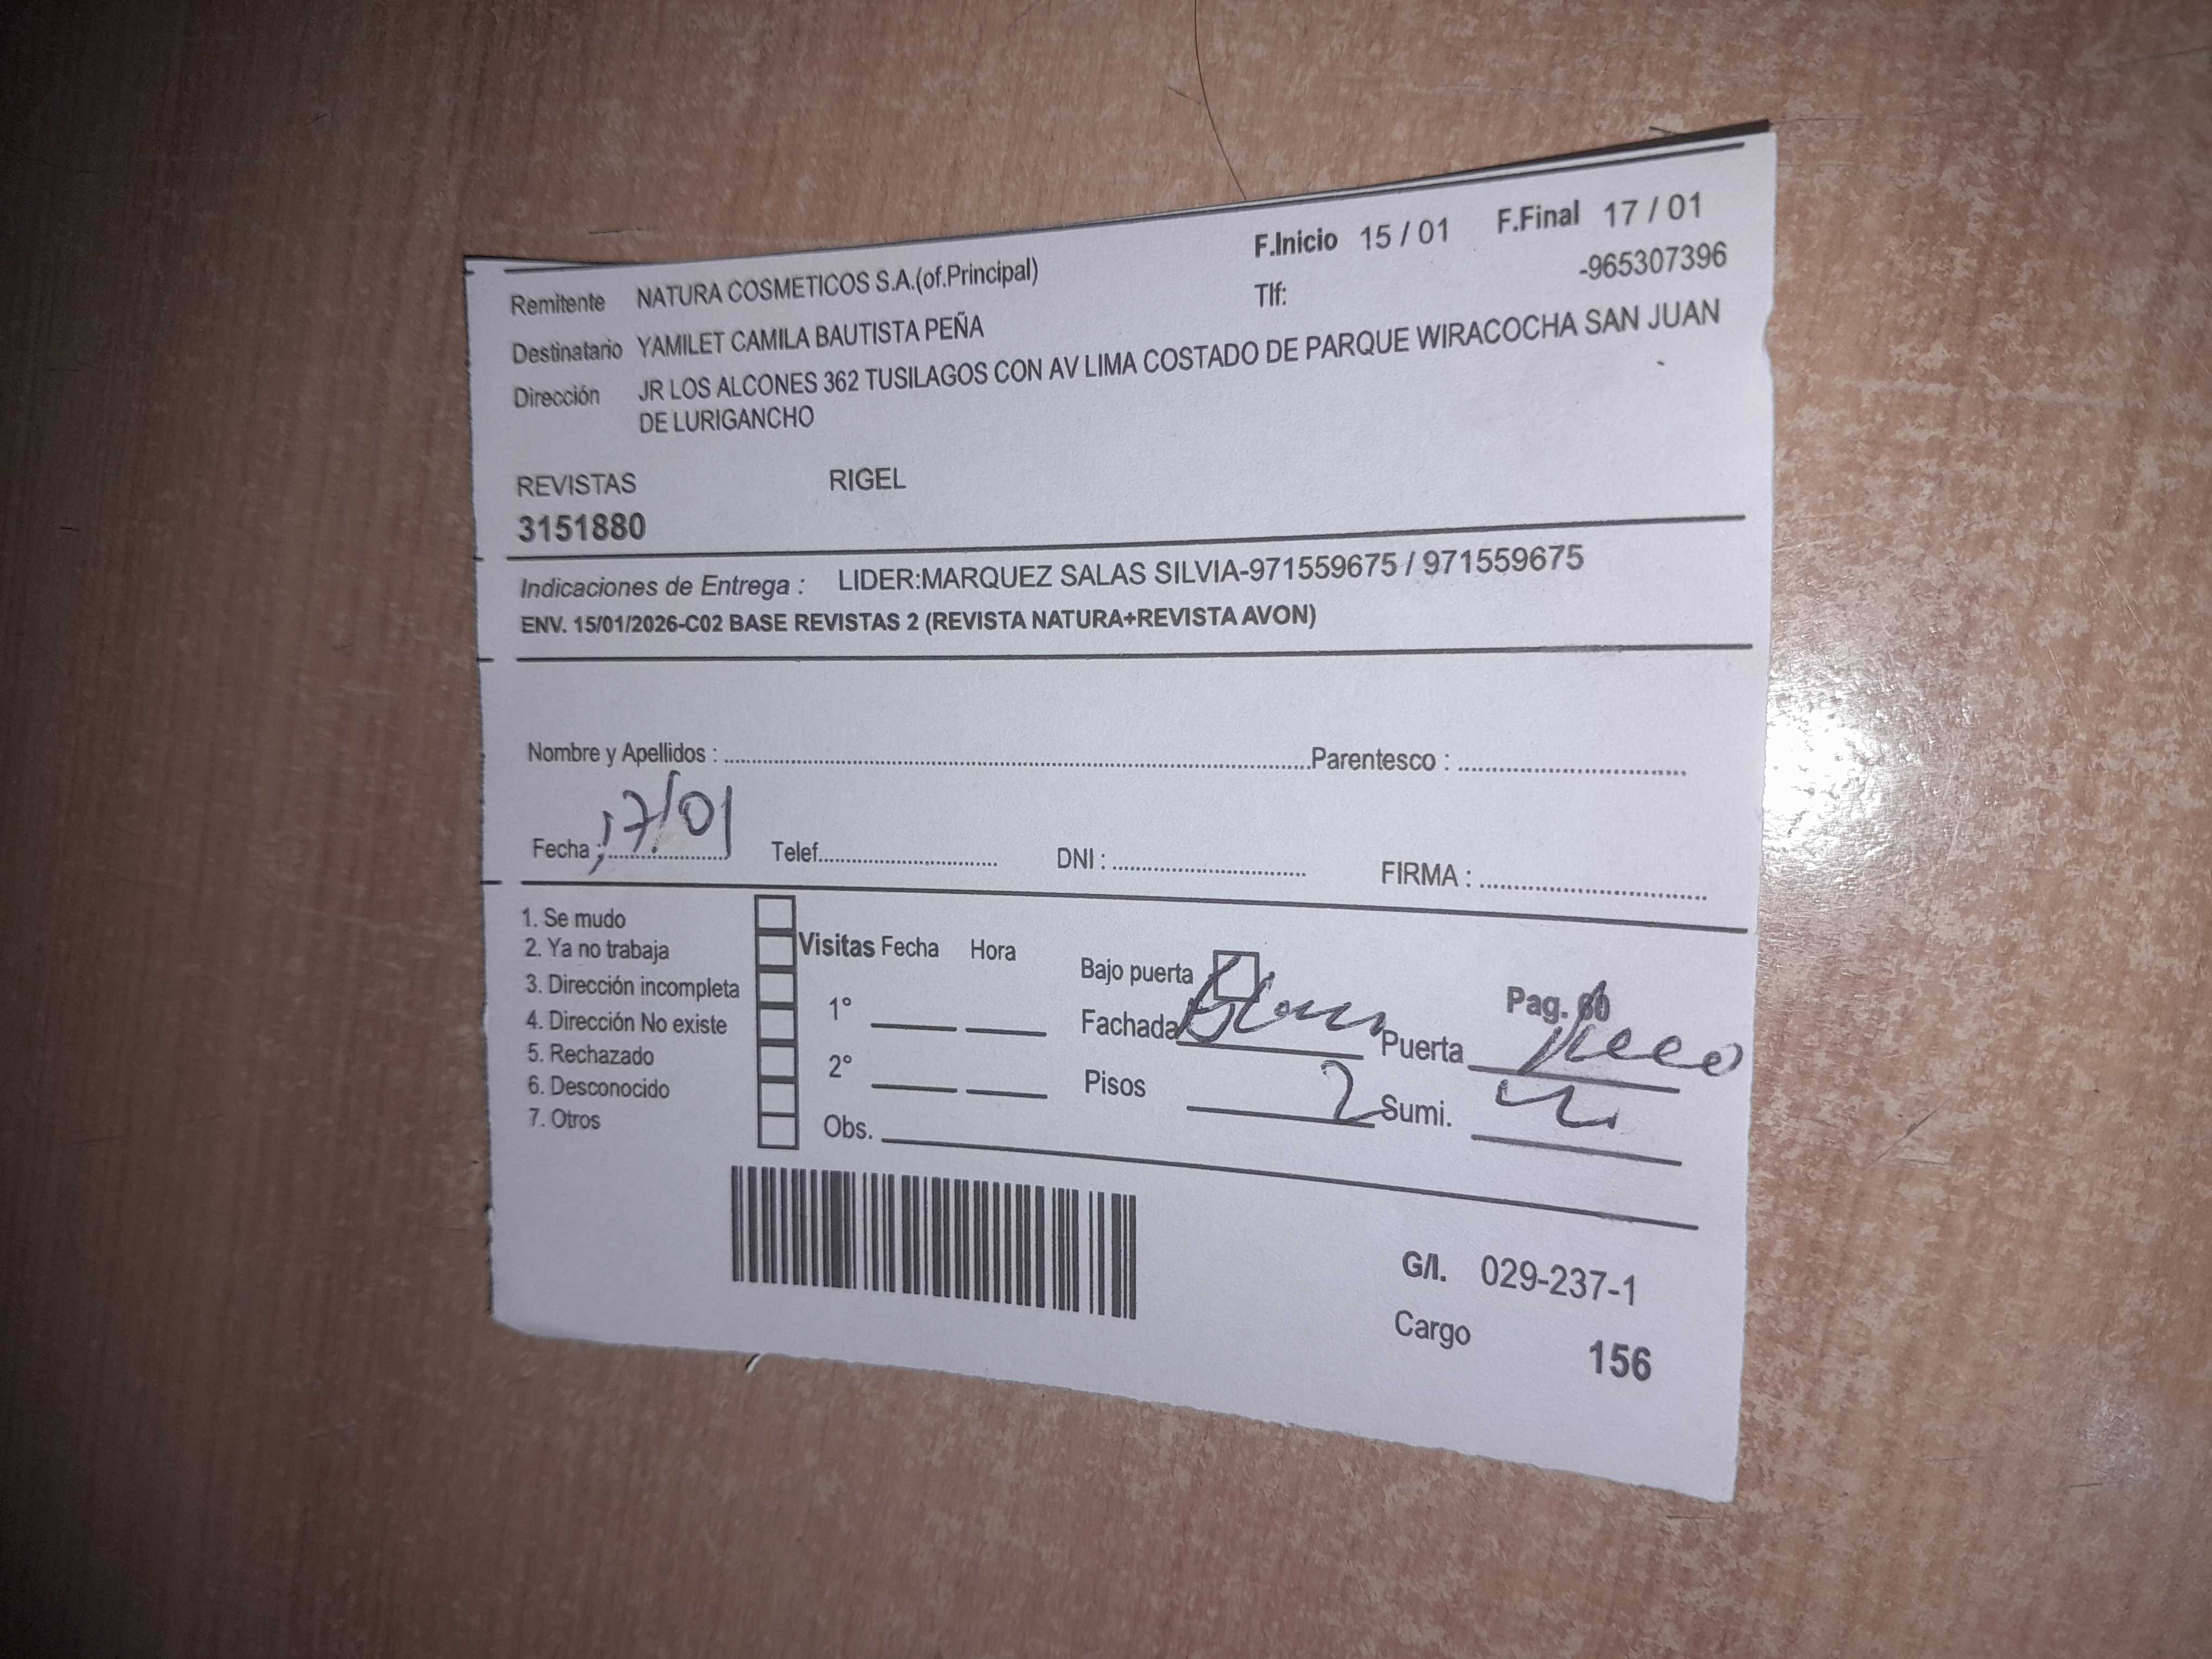 F.Inicio 15 / 01 F.Final 17 / 01
Remitente NATURA COSMETICOS S.A.(of.Principal) Tlf: -965307396
Destinatario YAMILET CAMILA BAUTISTA PEÑA
Dirección JR LOS ALCONES 362 TUSILAGOS CON AV LIMA COSTADO DE PARQUE WIRACOCHA SAN JUAN
DE LURIGANCHO
REVISTAS RIGEL
3151880
Indicaciones de Entrega : LIDER:MARQUEZ SALAS SILVIA-971559675 / 971559675
ENV. 15/01/2026-C02 BASE REVISTAS 2 (REVISTA NATURA+REVISTA AVON)
Nombre y Apellidos : Parentesco :
Fecha : 17/01 Telef. DNI : FIRMA :
1. Se mudo
2. Ya no trabaja Visitas Fecha Hora Bajo puerta
3. Dirección incompleta 1° Fachada Pag. 60
4. Dirección No existe Puerta
5. Rechazado 2° Pisos 2 Sumi.
6. Desconocido
7. Otros Obs.
G/I. 029-237-1
Cargo 156